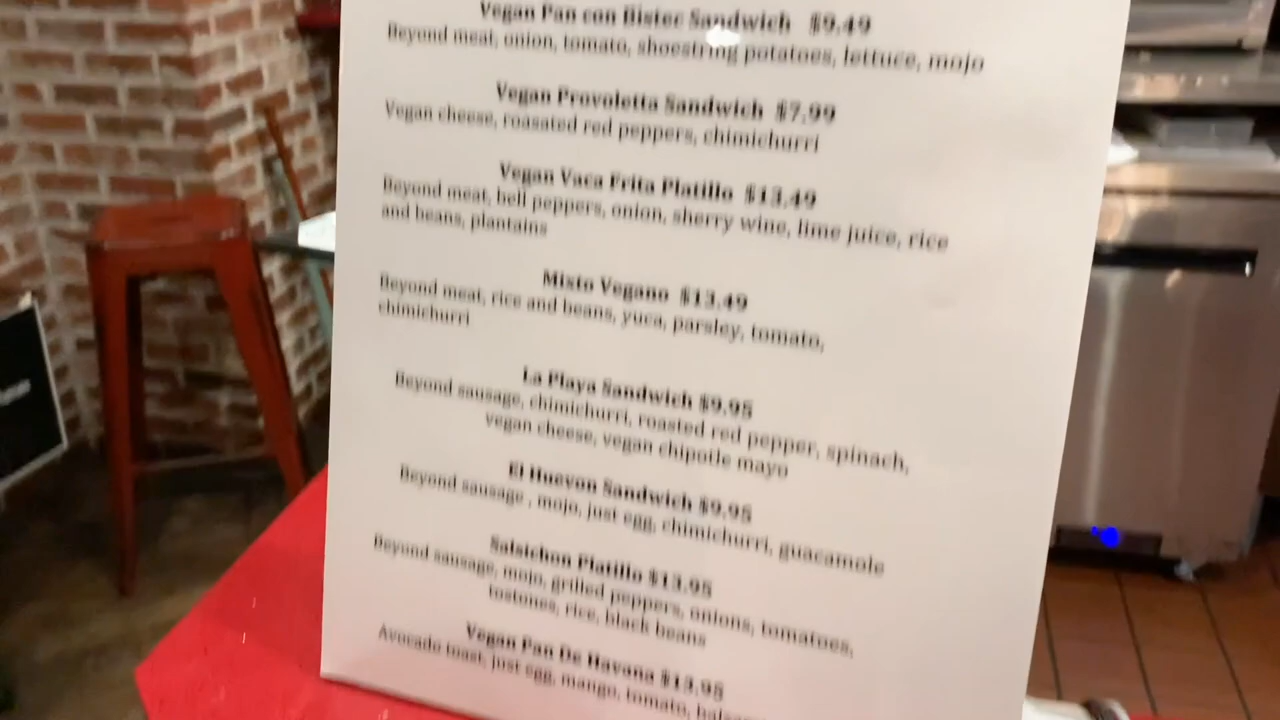 Vegan Pan con Bistec Sandwich $9.49
Beyond meat, onion, tomato, shoestring potatoes, lettuce, mojo
Vegan Provoletta Sandwich $7.99
Vegan cheese, roasated red peppers, chimichurri
Vegan Vaca Frita Platillo $13.49
Beyond meat, bell peppers, onion, sherry wine, lime juice, rice
and beans, plantains
Misto Vegano $13.49
Beyond meat, rice and beans, yuca, parsley, tomato,
chimichurri
La Playa Sandwich $9.95
Beyond sausage, chimichurri, roasted red pepper, spinach,
vegan cheese, vegan chipotle mayo
El Huevon Sandwich $9.95
Beyond sausage , mojo, just egg, chimichurri, guacamole
Salsichon Platillo $13.95
Beyond sausage, mojo, grilled peppers, onions, tomatoes,
tostones, rice, black beans
Vegan Pan De Havana $13.95
Avocado toast, just egg, mango, tomato,